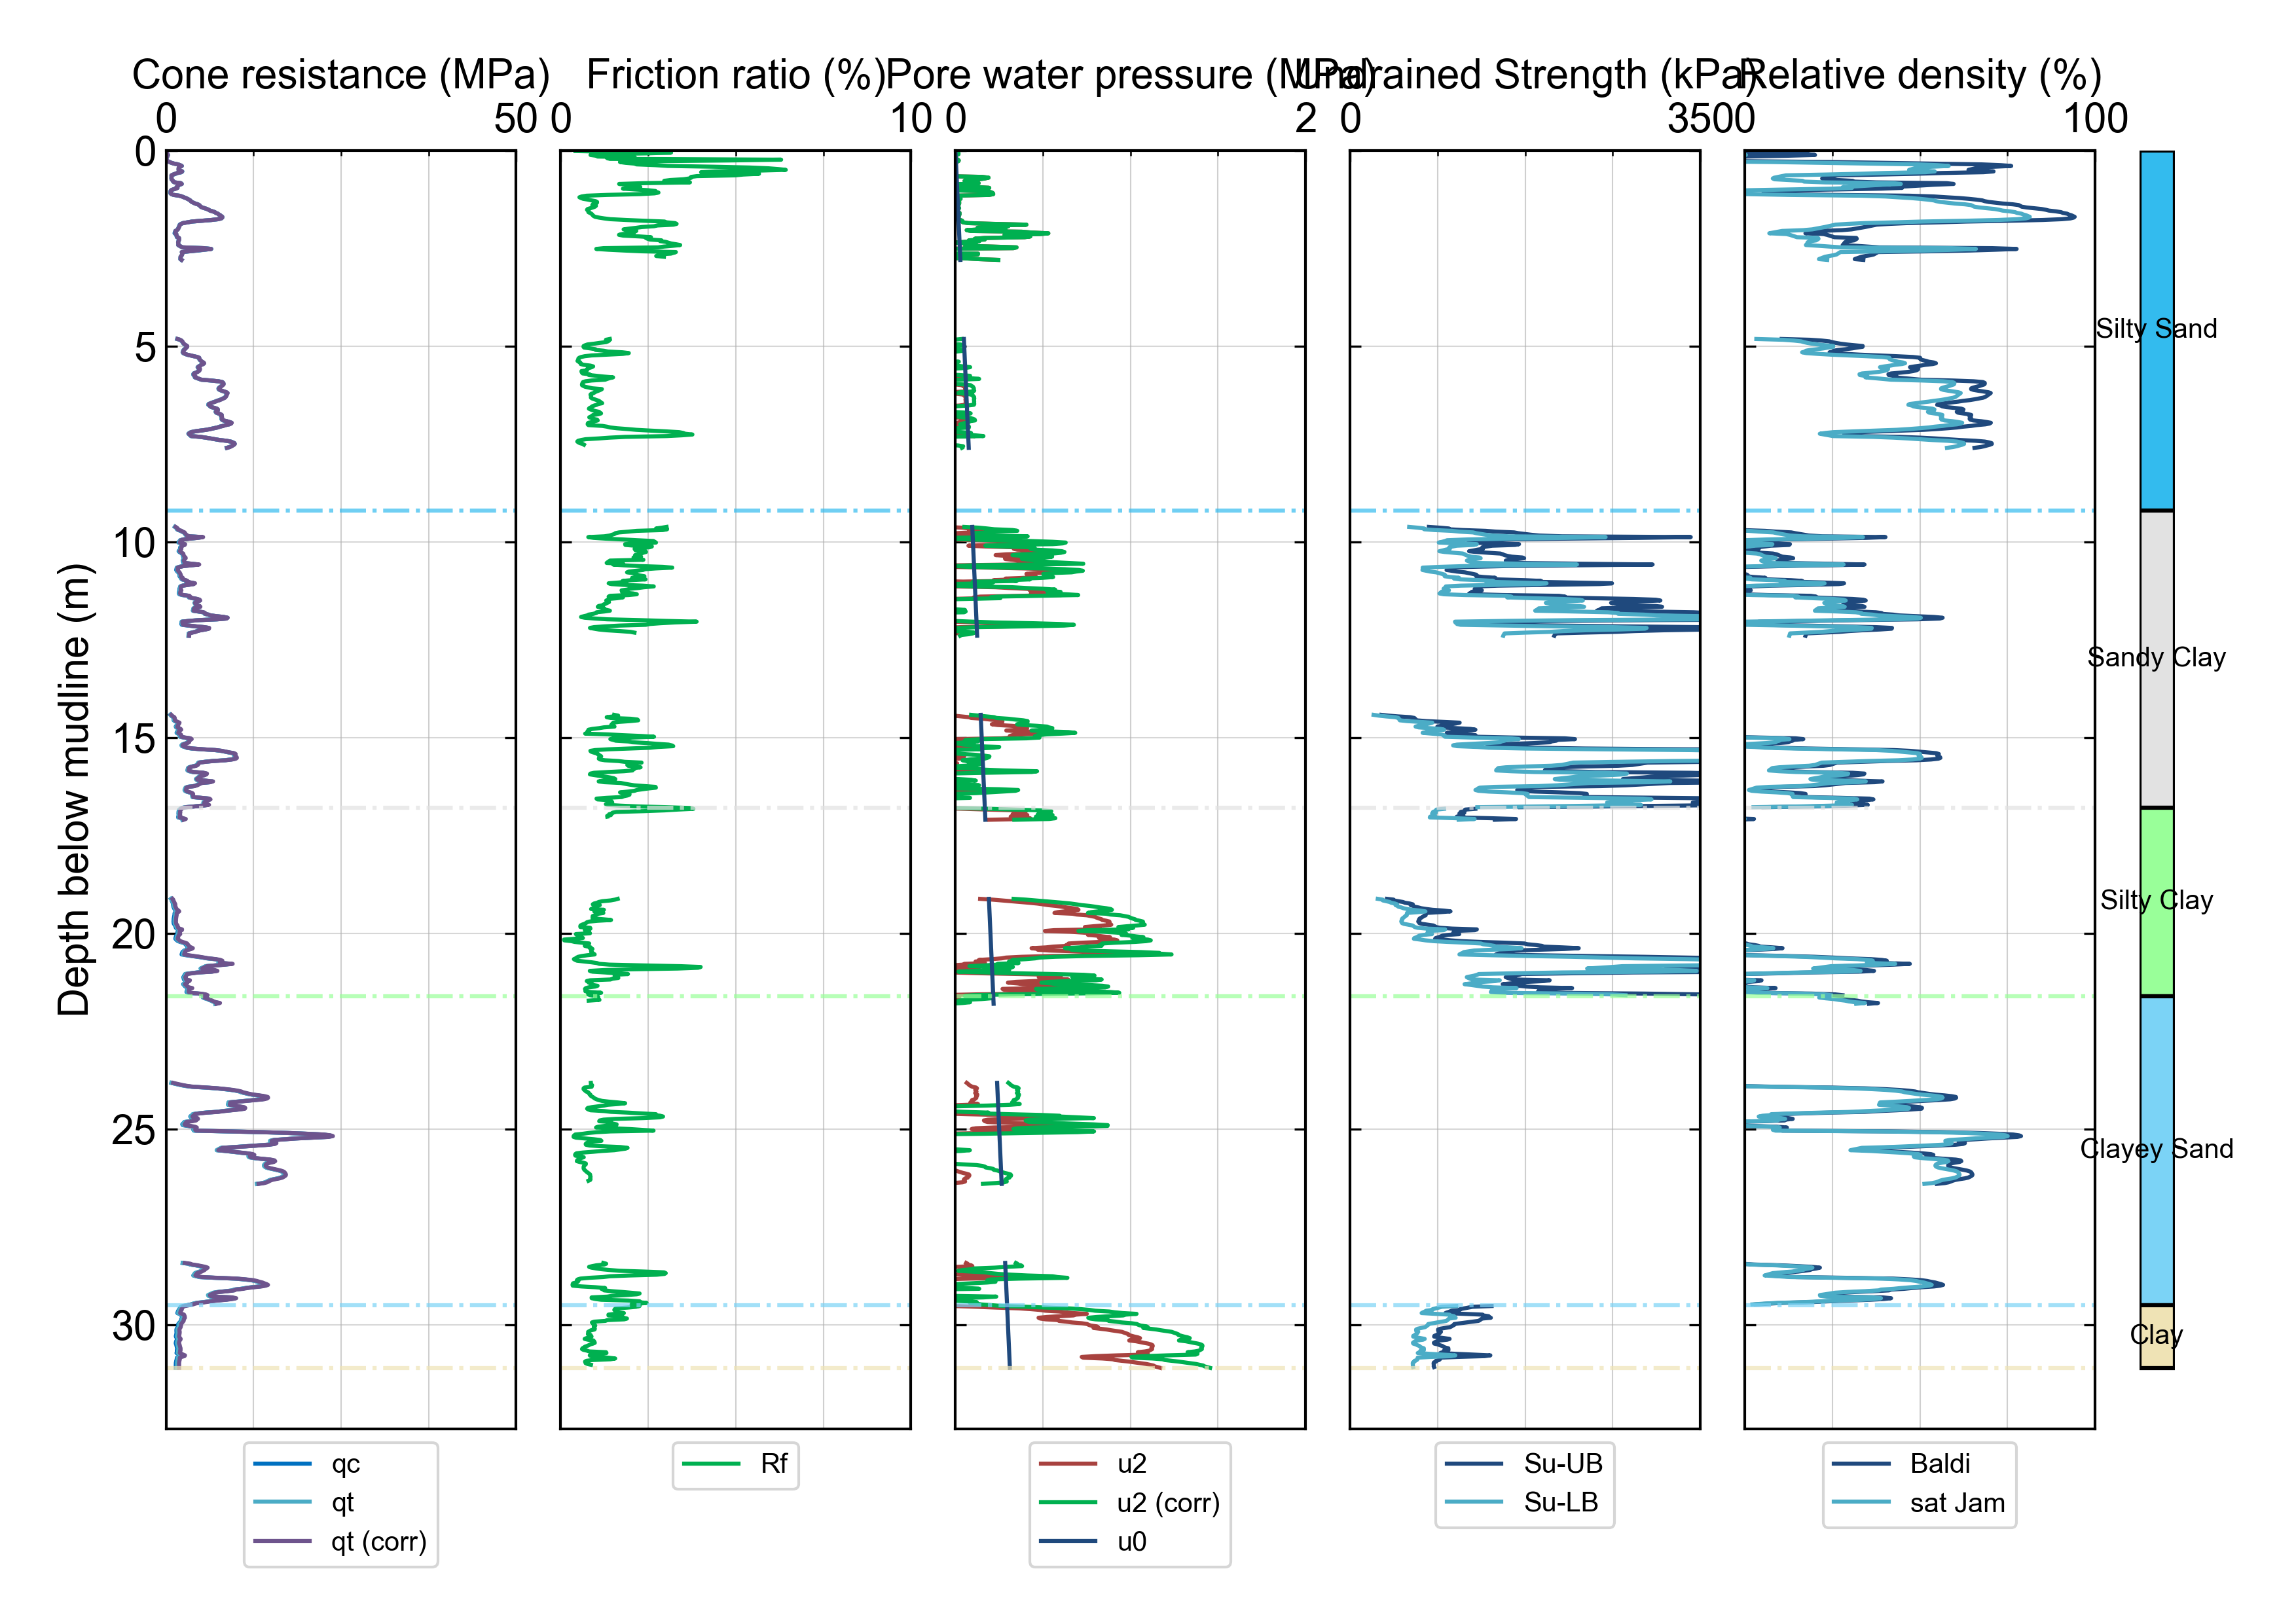 Cone resistance (MPa)
Friction ratio (%)
Pore water pressure (MPa)
Undrained Strength (kPa)
Relative density (%)
0 50
0 10
0 2
0 350
0 100
0
5
10
15
20
25
30
Depth below mudline (m)
Silty Sand
Sandy Clay
Silty Clay
Clayey Sand
Clay
qc
qt
qt (corr)
Rf
u2
u2 (corr)
u0
Su-UB
Su-LB
Baldi
sat Jam